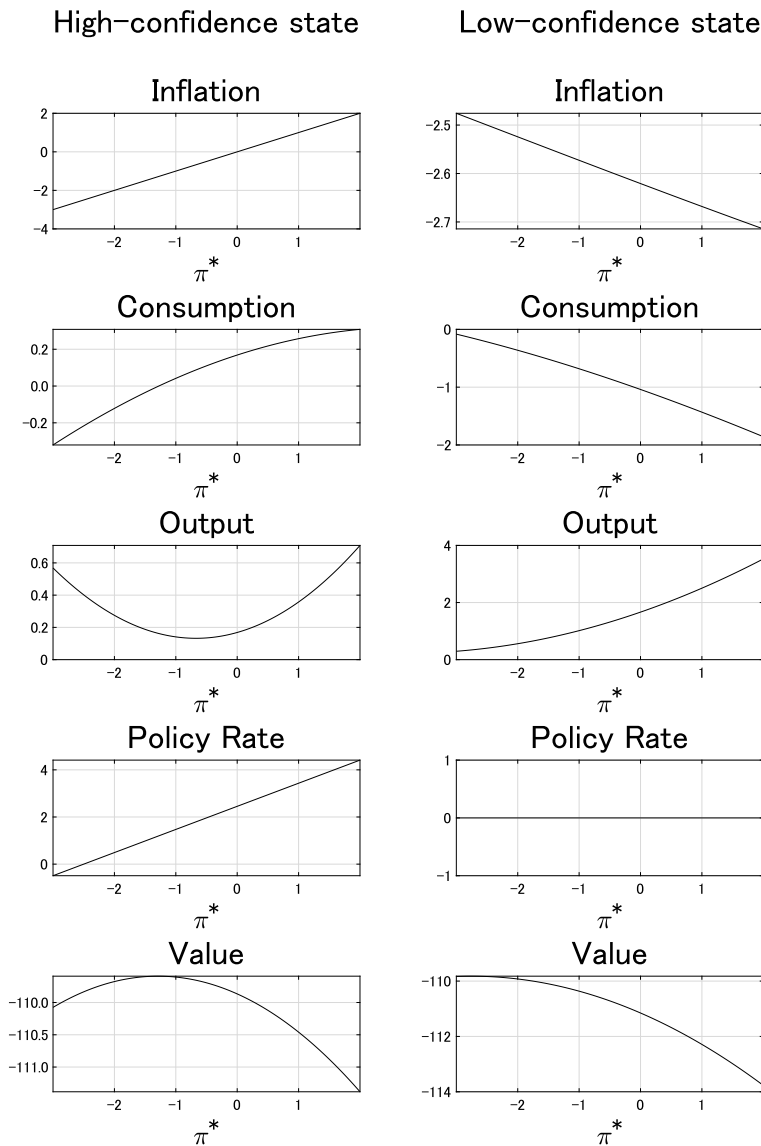 High-confidence state Low-confidence state
Inflation Inflation
2 -2.5
0 -2.6
-2 -2.7
-4
-2 -1 0 1 -2 -1 0 1
π* π*
Consumption Consumption
0.2 0
0.0 -1
-0.2 -2
-2 -1 0 1 -2 -1 0 1
π* π*
Output Output
0.6 4
0.4 2
0.2 0
0
-2 -1 0 1 -2 -1 0 1
π* π*
Policy Rate Policy Rate
4 1
2 0
0 -1
-2 -1 0 1 -2 -1 0 1
π* π*
Value Value
-110.0 -110
-110.5 -112
-111.0 -114
-2 -1 0 1 -2 -1 0 1
π* π*